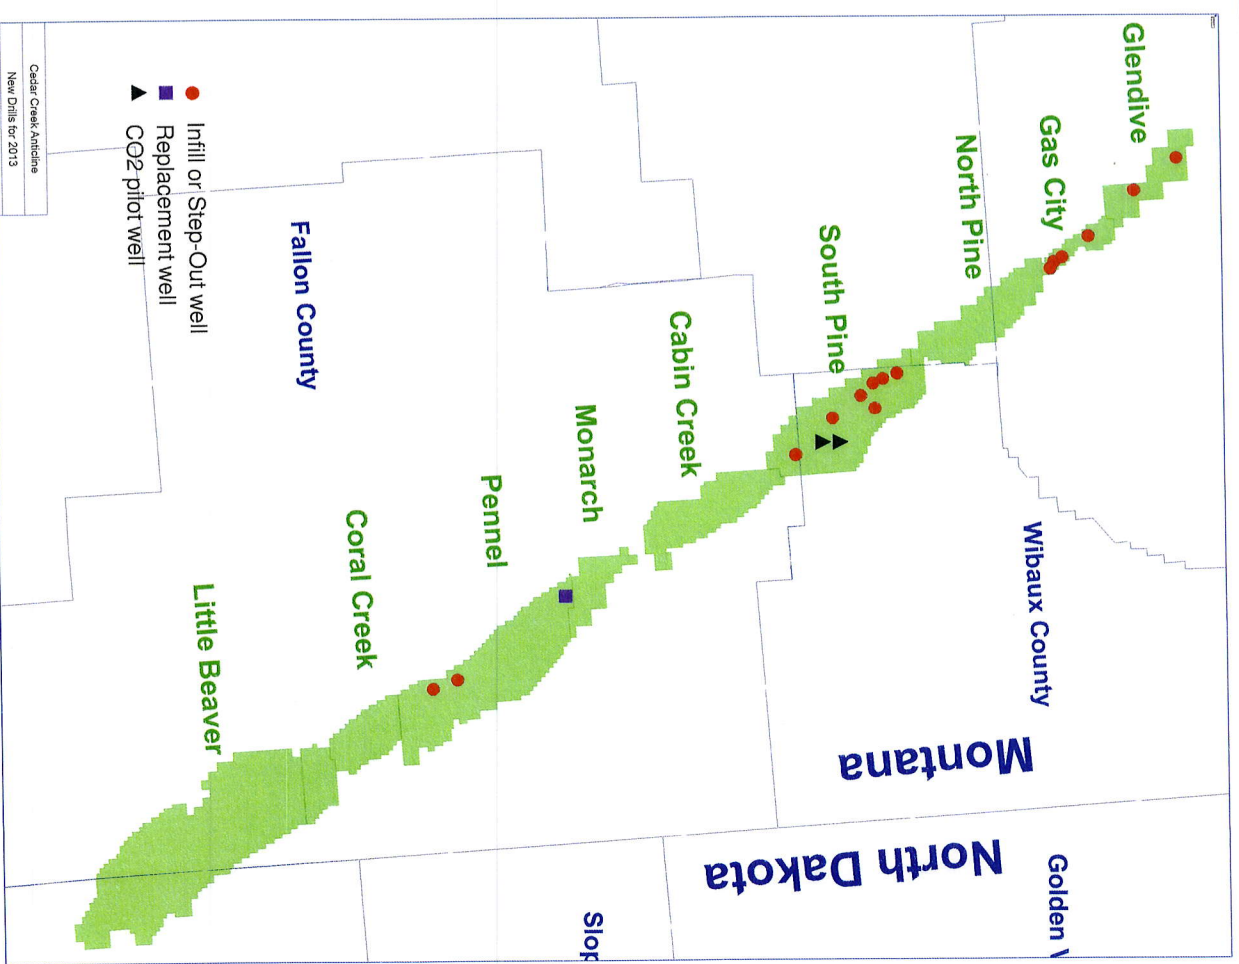 Glendive
Gas City
North Pine
South Pine
Cabin Creek
Monarch
Pennel
Coral Creek
Little Beaver
Fallon County
Wibaux County
Montana
North Dakota
Golden V
Slop
Infill or Step-Out well
Replacement well
CO2 pilot well
Cedar Creek Anticline
New Drills for 2013